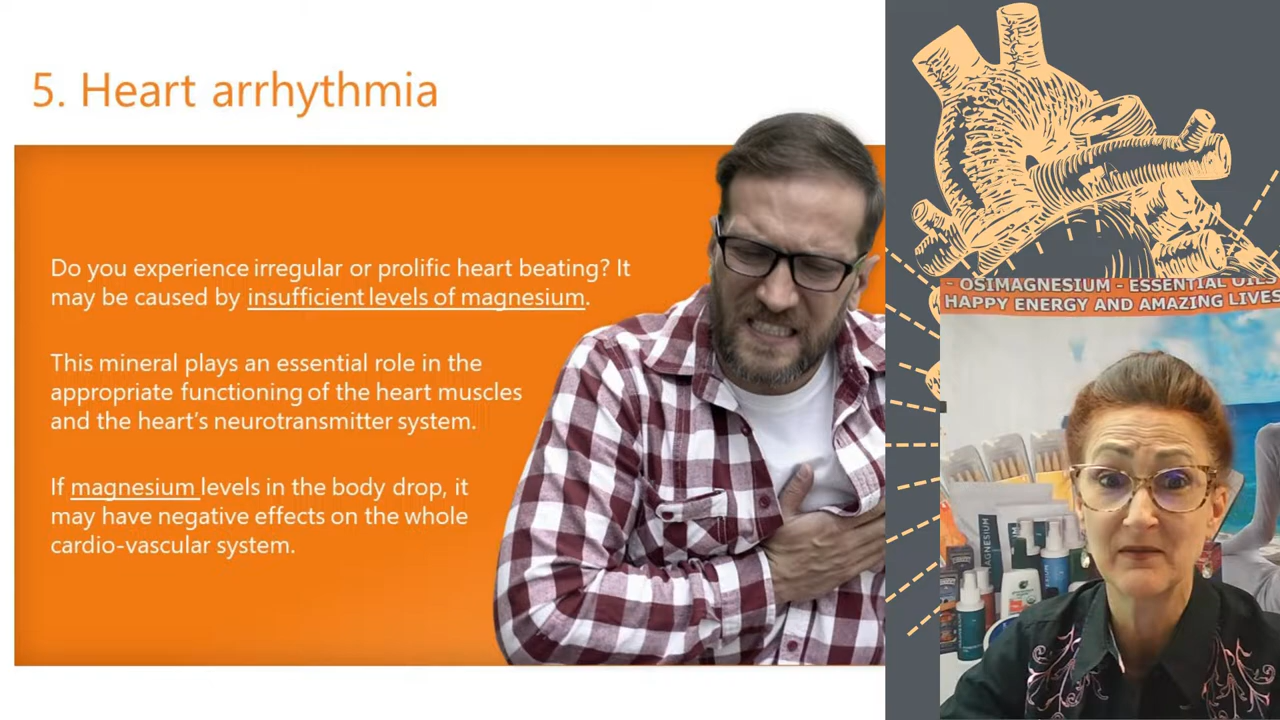 5. Heart arrhythmia
Do you experience irregular or prolific heart beating? It
may be caused by insufficient levels of magnesium.
This mineral plays an essential role in the
appropriate functioning of the heart muscles
and the heart's neurotransmitter system.
If magnesium levels in the body drop, it
may have negative effects on the whole
cardio-vascular system.
- OSIMAGNESIUM - ESSENTIAL OILS
HAPPY ENERGY AND AMAZING LIVES
MAGNESIUM